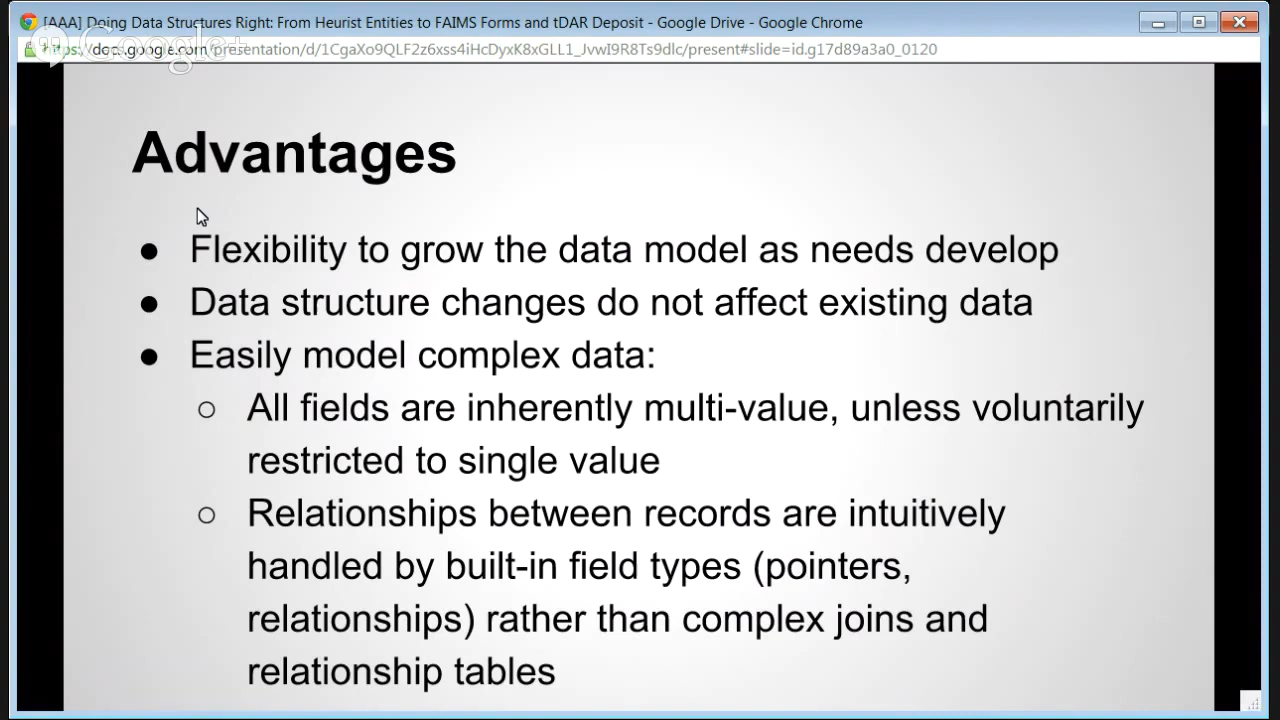 [AAA] Doing Data Structures Right: From Heurist Entities to FAIMS Forms and tDAR Deposit - Google Drive - Google Chrome
https://docs.google.com/presentation/d/1CgaXo9QLF2z6xss4iHcDyxK8xGLL1_JvwI9R8Ts9dlc/present#slide=id.g17d89a3a0_0120
Google+
Advantages
● Flexibility to grow the data model as needs develop
● Data structure changes do not affect existing data
● Easily model complex data:
○ All fields are inherently multi-value, unless voluntarily
restricted to single value
○ Relationships between records are intuitively
handled by built-in field types (pointers,
relationships) rather than complex joins and
relationship tables